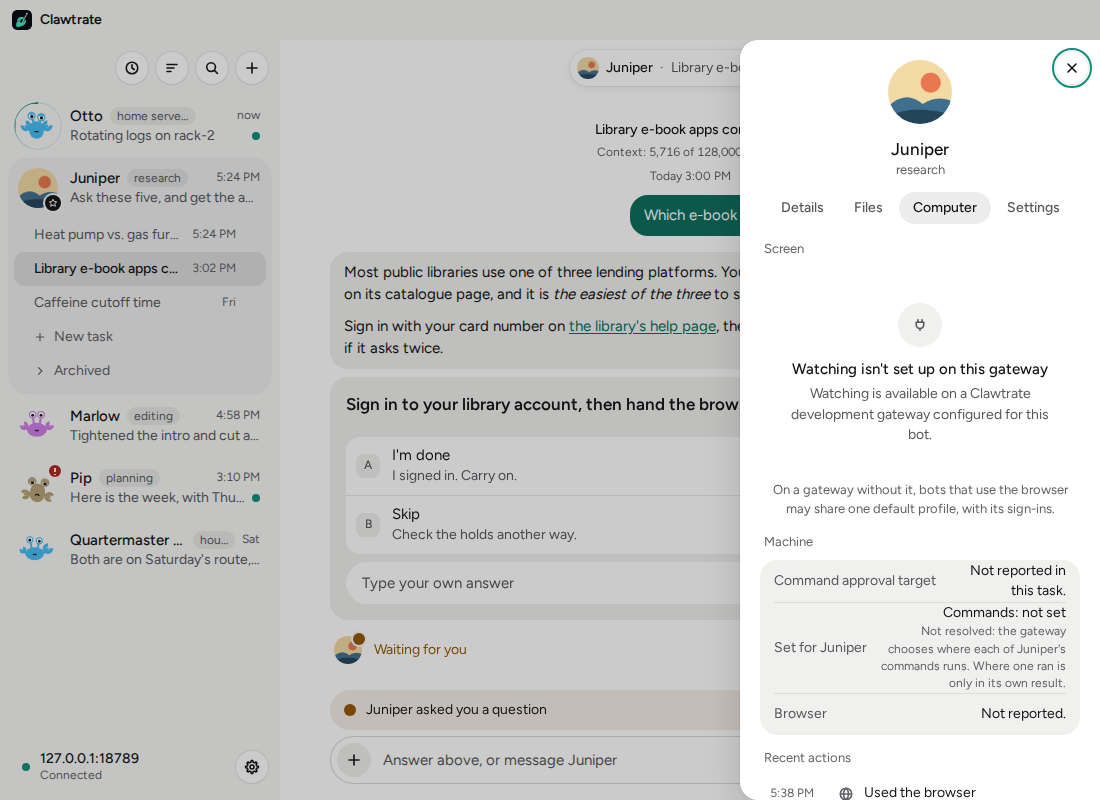 Clawtrate
Otto home serve... now
Rotating logs on rack-2
Juniper research 5:24 PM
Ask these five, and get the a...
Heat pump vs. gas fur... 5:24 PM
Library e-book apps c... 3:02 PM
Caffeine cutoff time Fri
New task
Archived
Marlow editing 4:58 PM
Tightened the intro and cut a...
Pip planning 3:10 PM
Here is the week, with Thu...
Quartermaster ... hou... Sat
Both are on Saturday's route,...
127.0.0.1:18789
Connected
Juniper · Library e-bo
Library e-book apps co
Context: 5,716 of 128,000
Today 3:00 PM
Which e-book
Most public libraries use one of three lending platforms. You
on its catalogue page, and it is the easiest of the three to s
Sign in with your card number on the library's help page, the
if it asks twice.
Sign in to your library account, then hand the brow
A I'm done
I signed in. Carry on.
B Skip
Check the holds another way.
Type your own answer
Waiting for you
Juniper asked you a question
Answer above, or message Juniper
Juniper
research
Details Files Computer Settings
Screen
Watching isn't set up on this gateway
Watching is available on a Clawtrate
development gateway configured for this
bot.
On a gateway without it, bots that use the browser
may share one default profile, with its sign-ins.
Machine
Command approval target Not reported in
this task.
Set for Juniper Commands: not set
Not resolved: the gateway
chooses where each of Juniper's
commands runs. Where one ran is
only in its own result.
Browser Not reported.
Recent actions
5:38 PM Used the browser